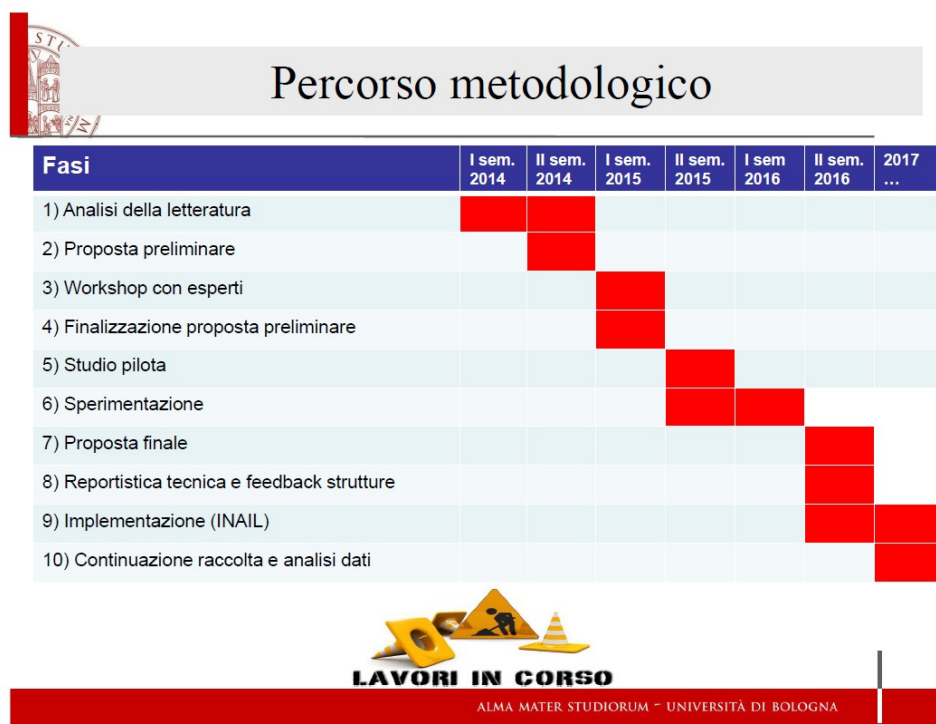 STU
M
Percorso metodologico
Fasi
I sem. 2014
II sem. 2014
I sem. 2015
II sem. 2015
I sem 2016
II sem. 2016
2017 ...
1) Analisi della letteratura
2) Proposta preliminare
3) Workshop con esperti
4) Finalizzazione proposta preliminare
5) Studio pilota
6) Sperimentazione
7) Proposta finale
8) Reportistica tecnica e feedback strutture
9) Implementazione (INAIL)
10) Continuazione raccolta e analisi dati
LAVORI IN CORSO
ALMA MATER STUDIORUM ~ UNIVERSITÀ DI BOLOGNA